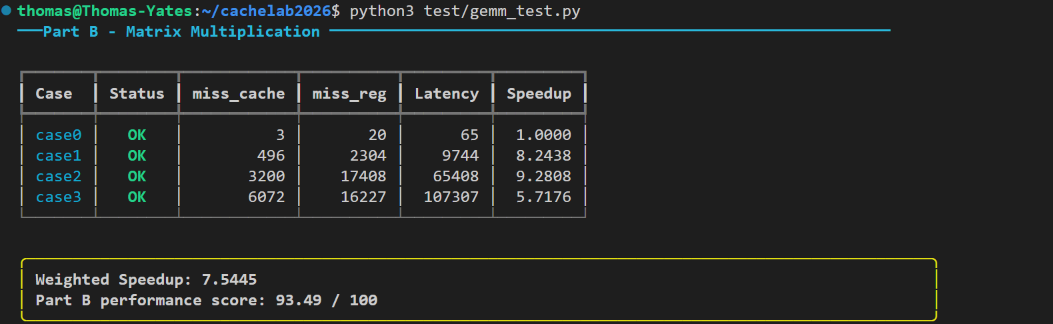 thomas@Thomas-Yates:~/cachelab2026$ python3 test/gemm_test.py
Part B - Matrix Multiplication
Case Status miss_cache miss_reg Latency Speedup
case0 OK 3 20 65 1.0000
case1 OK 496 2304 9744 8.2438
case2 OK 3200 17408 65408 9.2808
case3 OK 6072 16227 107307 5.7176
Weighted Speedup: 7.5445
Part B performance score: 93.49 / 100